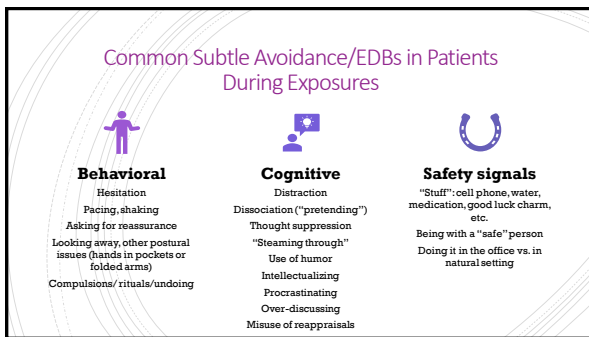 Common Subtle Avoidance/EDBs in Patients
During Exposures
Behavioral
Hesitation
Pacing, shaking
Asking for reassurance
Looking away, other postural
issues (hands in pockets or
folded arms)
Compulsions/ rituals/undoing
Cognitive
Distraction
Dissociation (“pretending”)
Thought suppression
“Steaming through”
Use of humor
Intellectualizing
Procrastinating
Over-discussing
Misuse of reappraisals
Safety signals
“Stuff”: cell phone, water,
medication, good luck charm,
etc.
Being with a “safe” person
Doing it in the office vs. in
natural setting